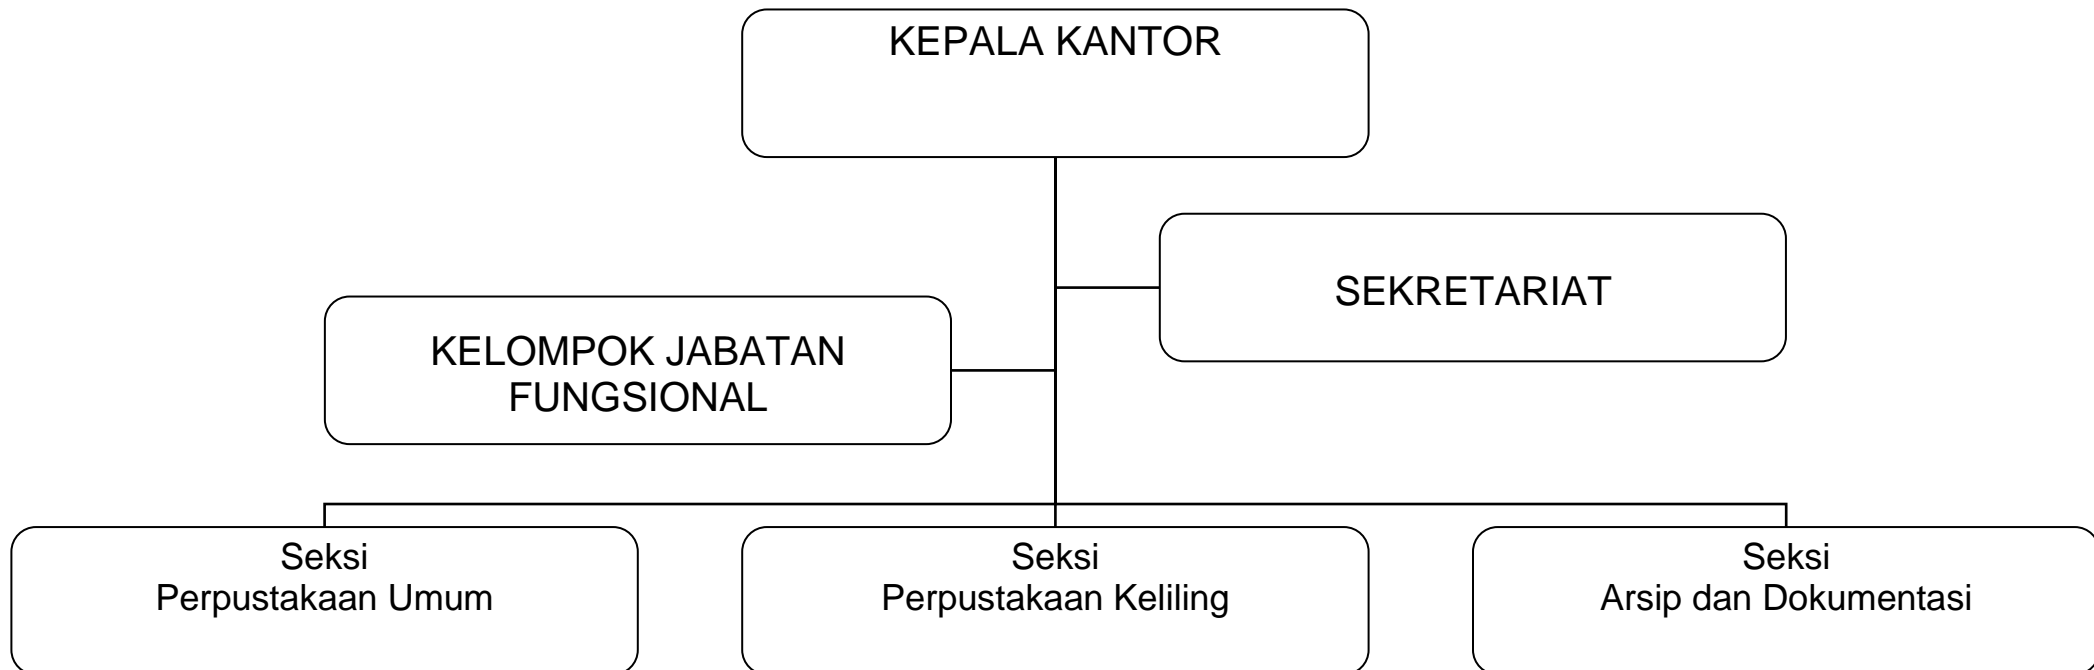 KEPALA KANTOR
SEKRETARIAT
KELOMPOK JABATAN
FUNGSIONAL
Seksi
Perpustakaan Umum
Seksi
Perpustakaan Keliling
Seksi
Arsip dan Dokumentasi